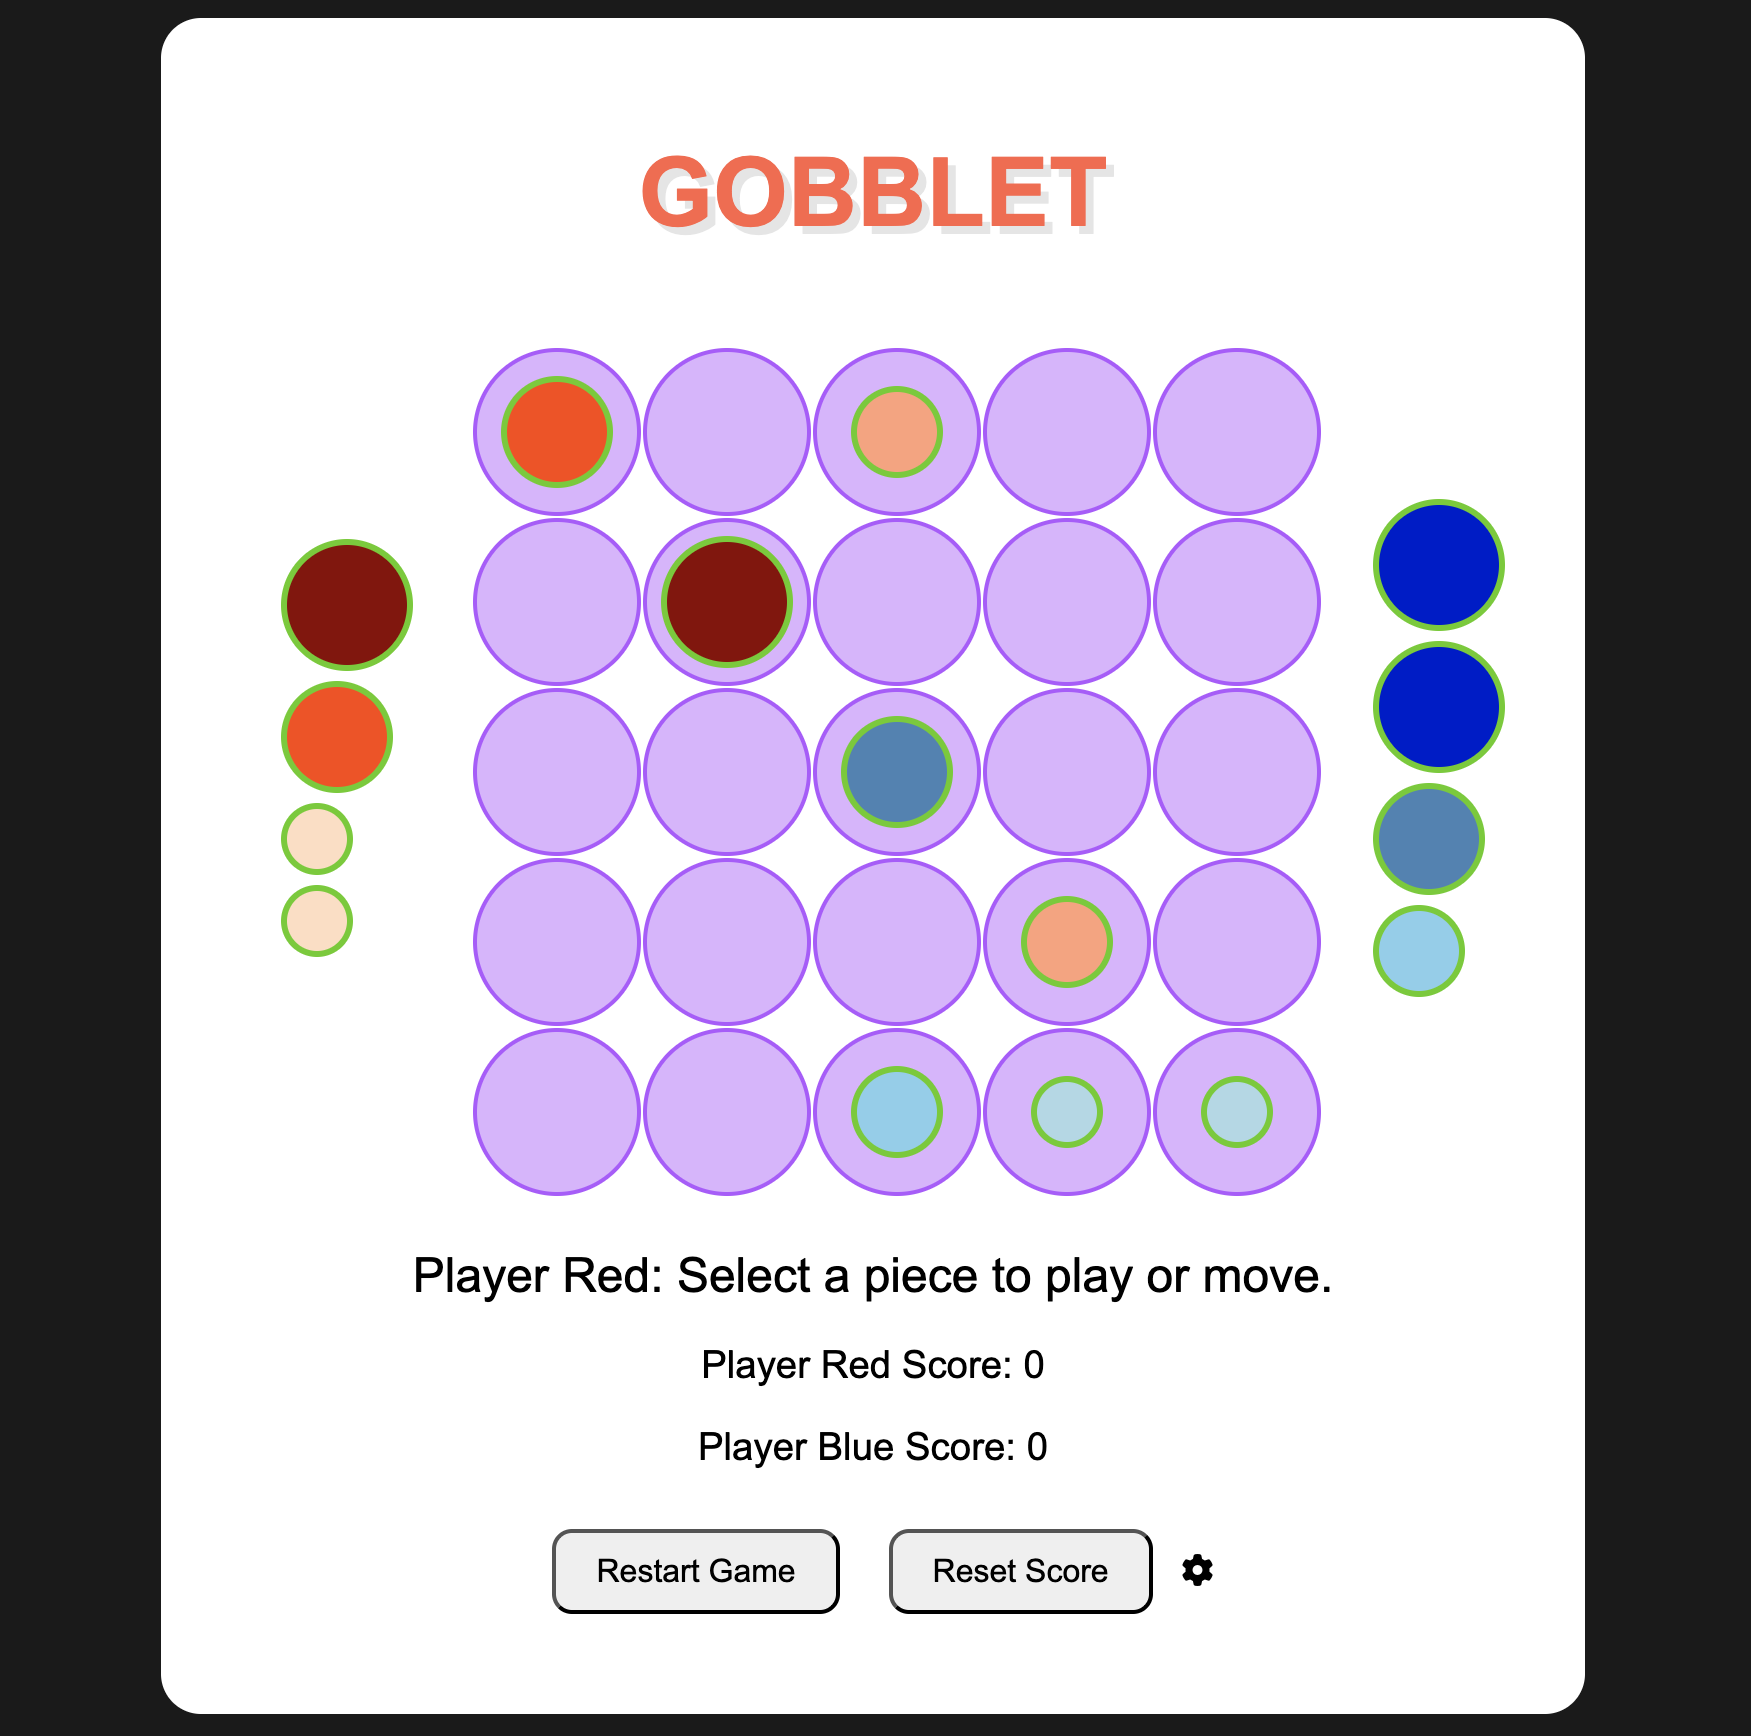 GOBBLET
Player Red: Select a piece to play or move.
Player Red Score: 0
Player Blue Score: 0
Restart Game
Reset Score